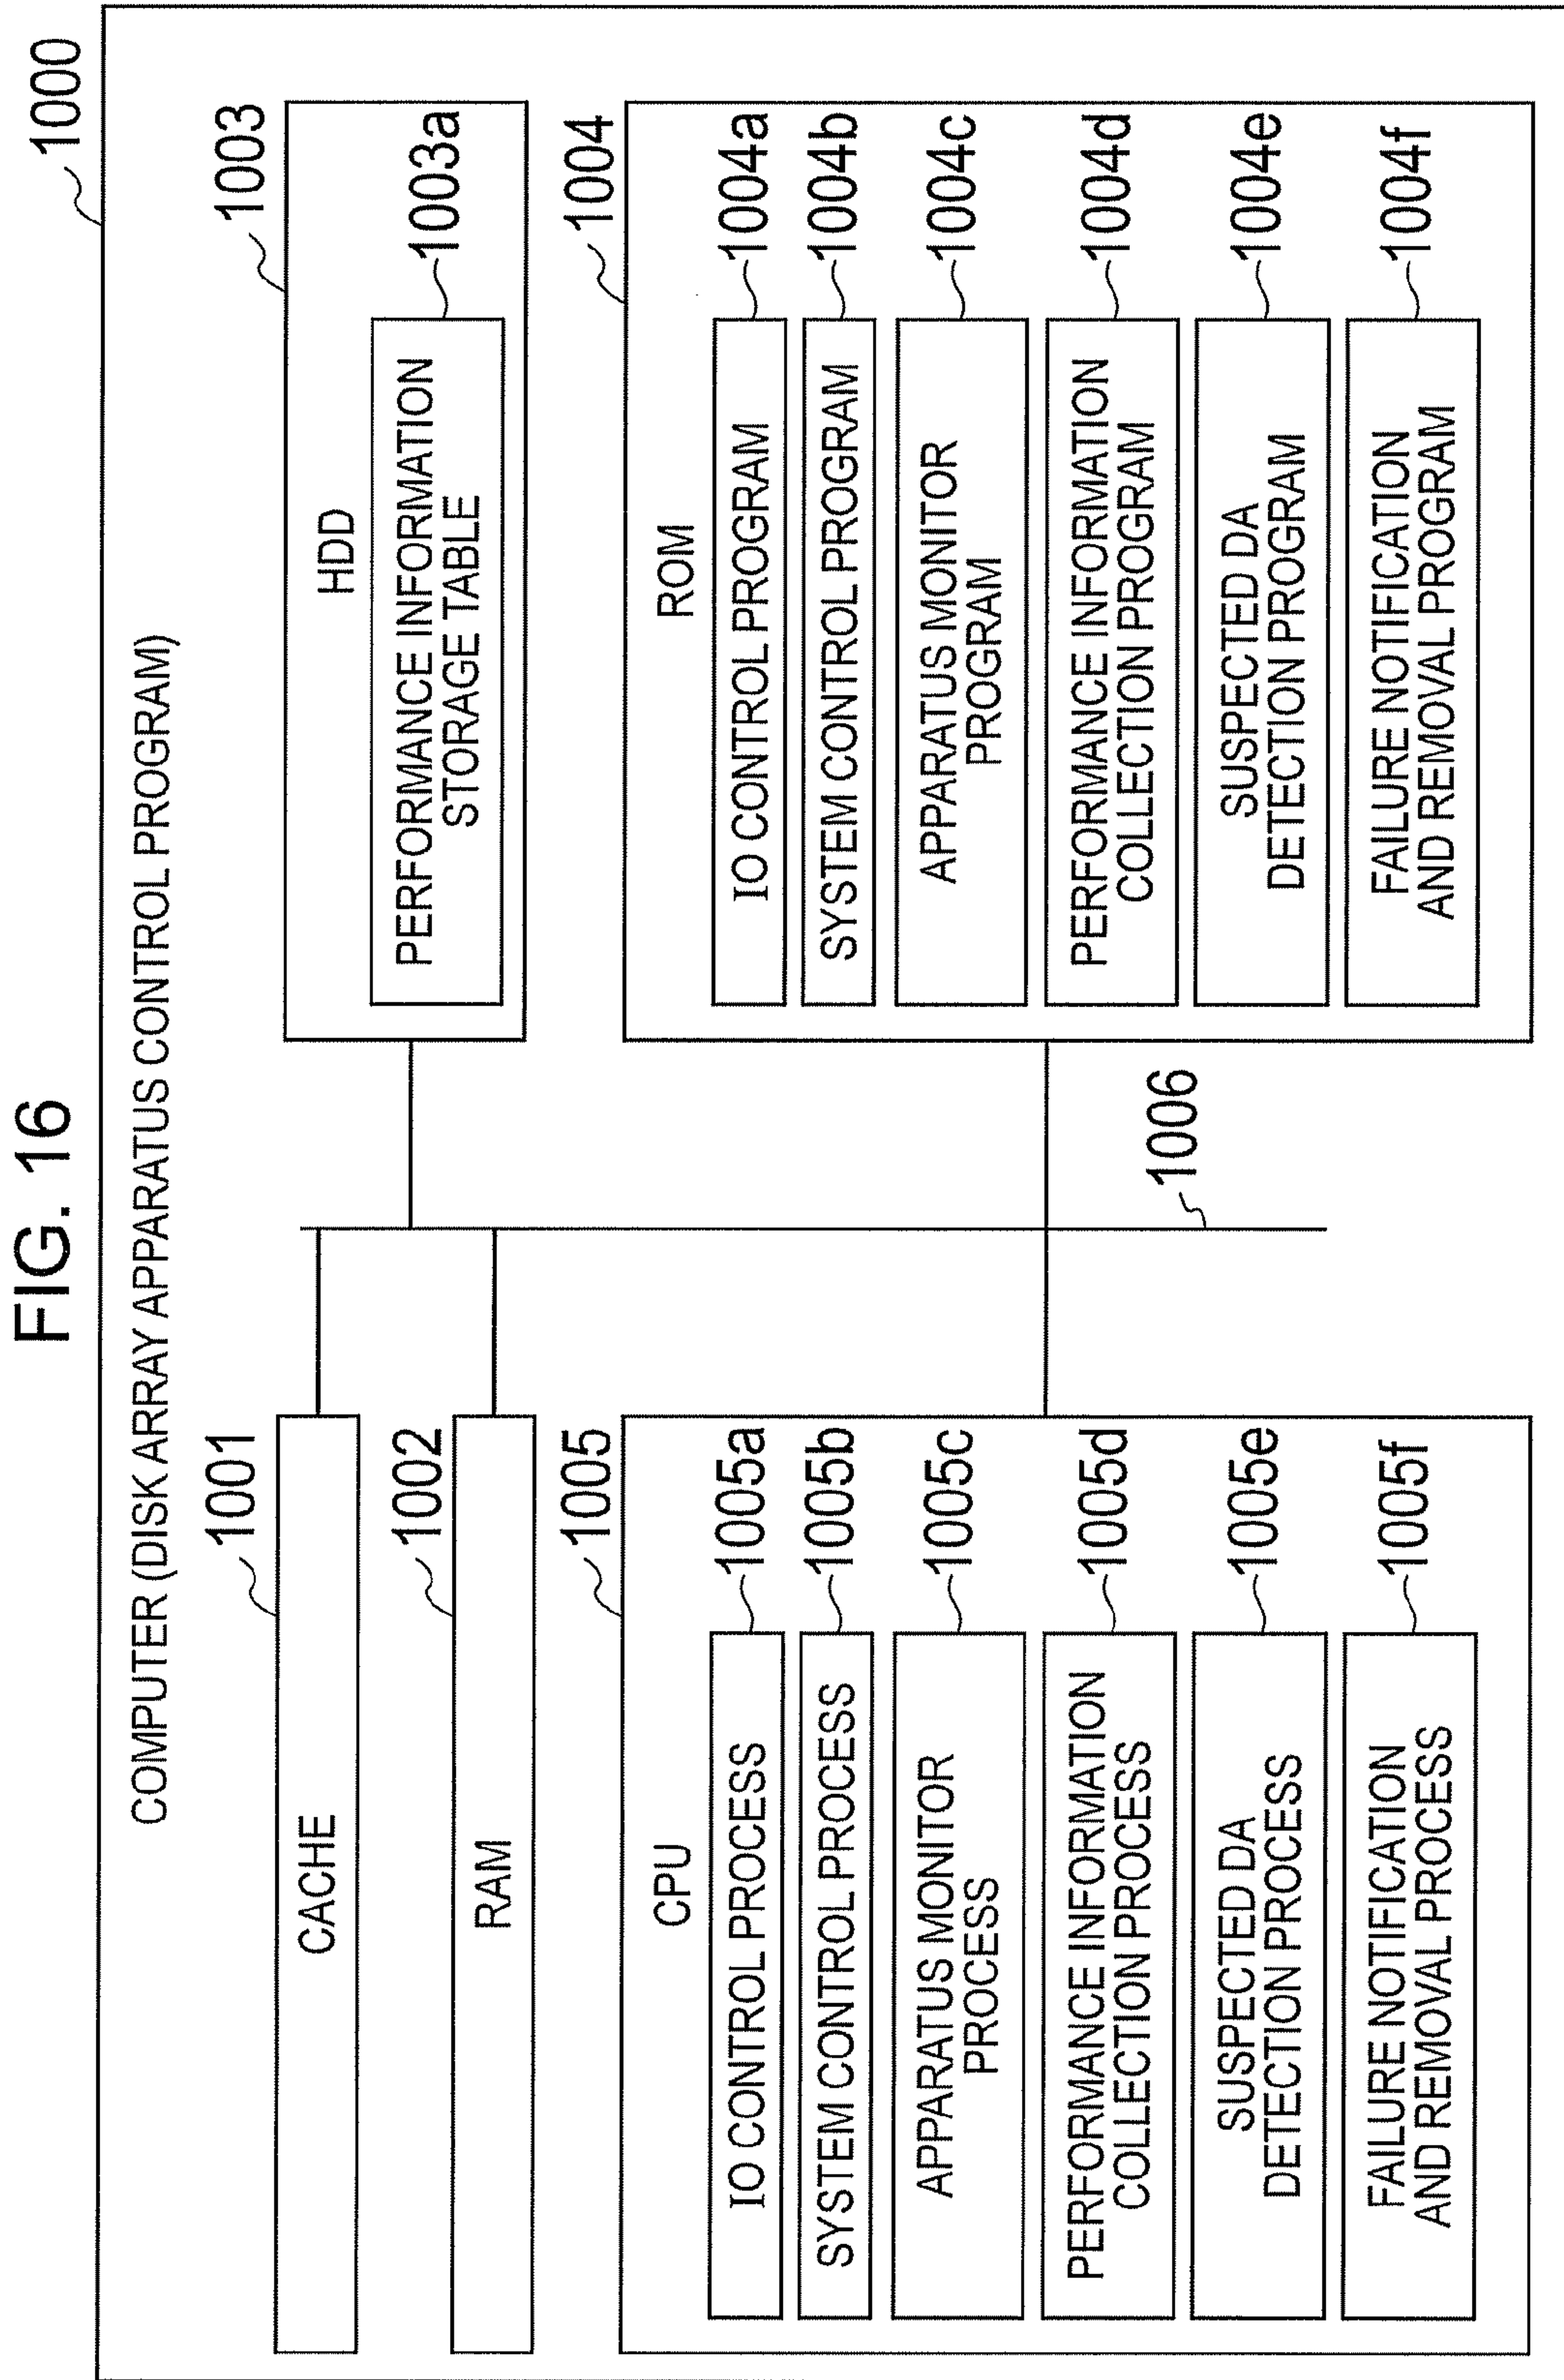 FIG. 16
1000
COMPUTER (DISK ARRAY APPARATUS CONTROL PROGRAM)
1001
CACHE
1002
RAM
1005
CPU
IO CONTROL PROCESS
1005a
SYSTEM CONTROL PROCESS
1005b
APPARATUS MONITOR
PROCESS
1005c
PERFORMANCE INFORMATION
COLLECTION PROCESS
1005d
SUSPECTED DA
DETECTION PROCESS
1005e
FAILURE NOTIFICATION
AND REMOVAL PROCESS
1005f
1006
1003
HDD
PERFORMANCE INFORMATION
STORAGE TABLE
1003a
1004
ROM
IO CONTROL PROGRAM
1004a
SYSTEM CONTROL PROGRAM
1004b
APPARATUS MONITOR
PROGRAM
1004c
PERFORMANCE INFORMATION
COLLECTION PROGRAM
1004d
SUSPECTED DA
DETECTION PROGRAM
1004e
FAILURE NOTIFICATION
AND REMOVAL PROGRAM
1004f